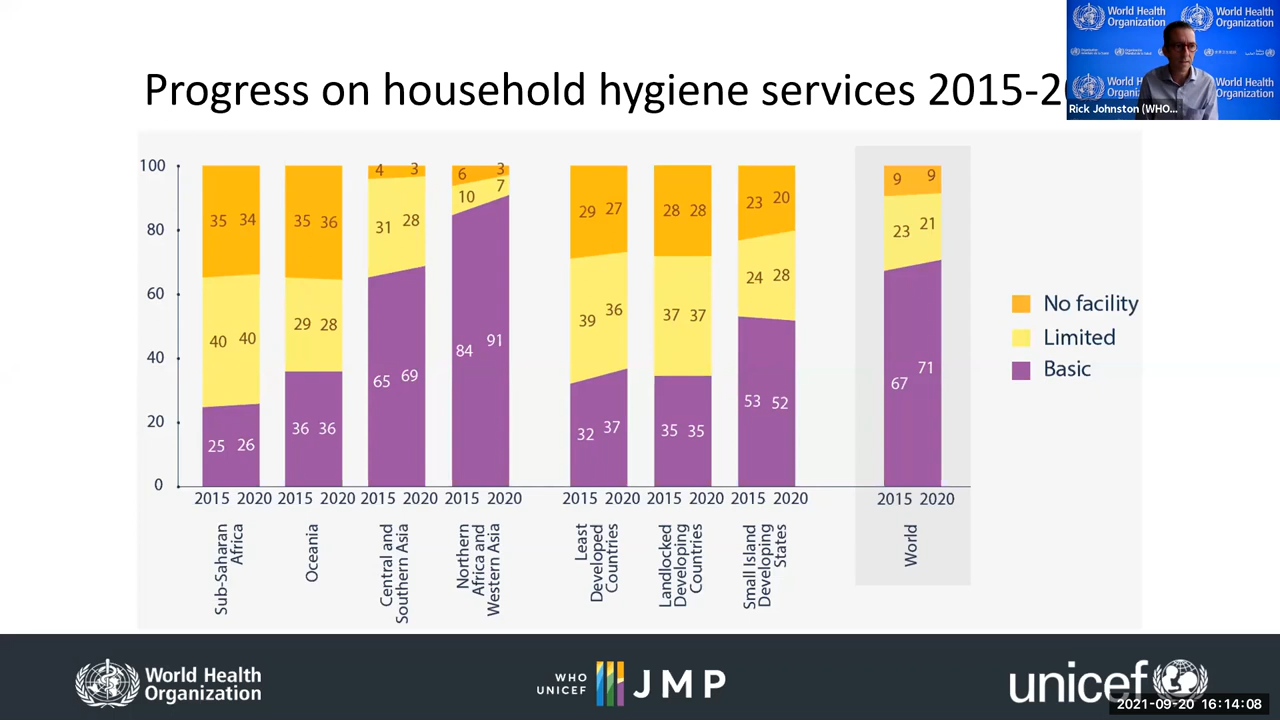 World Health
Organization
World Health
Organization
World Health
Organization
Rick Johnston (WHO...
Progress on household hygiene services 2015-2
100
80
60
40
20
0
35 34
40 40
25 26
35 36
29 28
36 36
4 3
31 28
65 69
6 3
10 7
84 91
29 27
39 36
32 37
28 28
37 37
35 35
23 20
24 28
53 52
9 9
23 21
67 71
No facility
Limited
Basic
2015 2020 2015 2020 2015 2020 2015 2020 2015 2020 2015 2020 2015 2020 2015 2020
Sub-Saharan
Africa
Oceania
Central and
Southern Asia
Northern
Africa and
Western Asia
Least
Developed
Countries
Landlocked
Developing
Countries
Small Island
Developing
States
World
World Health
Organization
WHO
UNICEF
JMP
unicef
2021-09-20 16:14:08